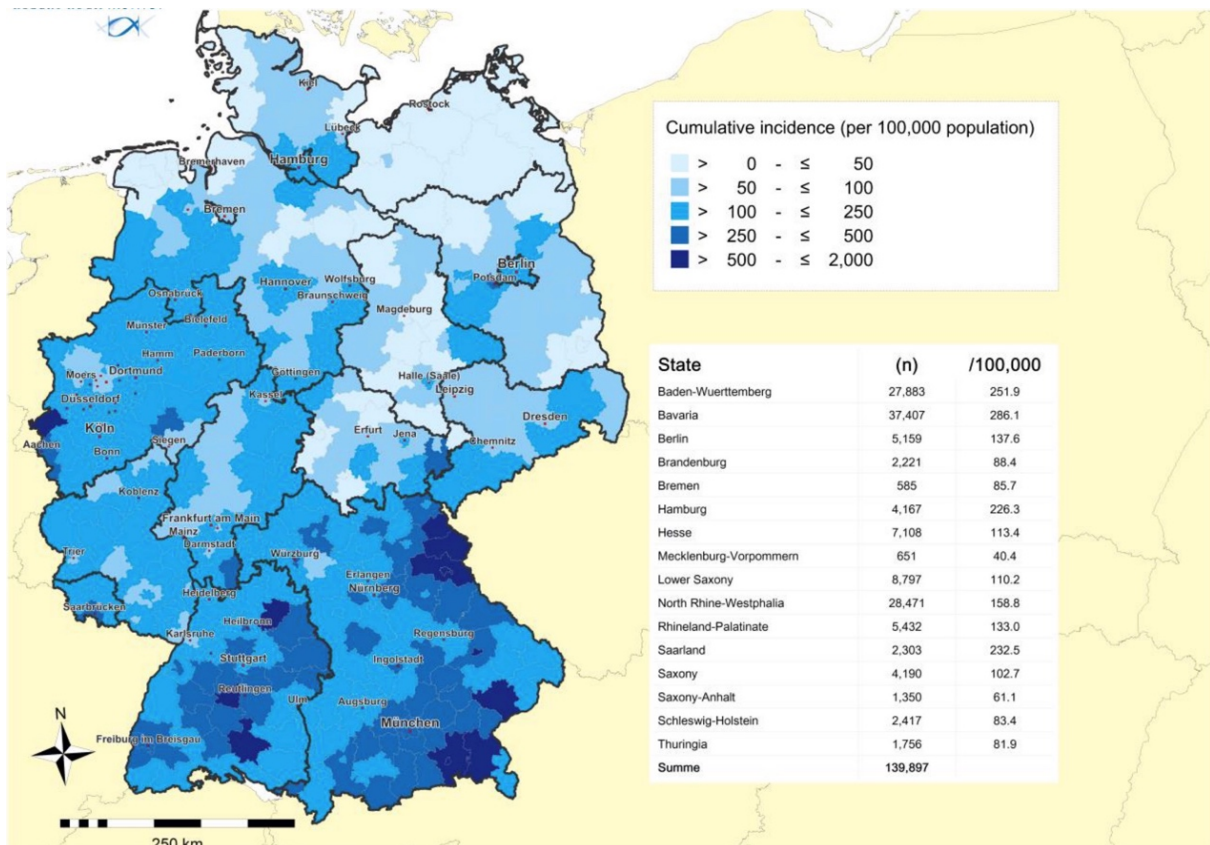 Kiel
Rostock
Lübeck
Hamburg
Bremerhaven
Bremen
Berlin
Potsdam
Hannover
Wolfsburg
Braunschweig
Osnabrück
Magdeburg
Münster
Bielefeld
Hamm
Paderborn
Göttingen
Halle (Saale)
Moers
Dortmund
Leipzig
Kassel
Düsseldorf
Dresden
Köln
Erfurt
Jena
Chemnitz
Aachen
Siegen
Bonn
Koblenz
Frankfurt am Main
Mainz
Darmstadt
Trier
Würzburg
Erlangen
Nürnberg
Heidelberg
Saarbrücken
Heilbronn
Karlsruhe
Regensburg
Stuttgart
Ingolstadt
Reutlingen
Ulm
Augsburg
München
Freiburg im Breisgau
N
250 km
Cumulative incidence (per 100,000 population)
> 0 - ≤ 50
> 50 - ≤ 100
> 100 - ≤ 250
> 250 - ≤ 500
> 500 - ≤ 2,000
State (n) /100,000
Baden-Wuerttemberg 27,883 251.9
Bavaria 37,407 286.1
Berlin 5,159 137.6
Brandenburg 2,221 88.4
Bremen 585 85.7
Hamburg 4,167 226.3
Hesse 7,108 113.4
Mecklenburg-Vorpommern 651 40.4
Lower Saxony 8,797 110.2
North Rhine-Westphalia 28,471 158.8
Rhineland-Palatinate 5,432 133.0
Saarland 2,303 232.5
Saxony 4,190 102.7
Saxony-Anhalt 1,350 61.1
Schleswig-Holstein 2,417 83.4
Thuringia 1,756 81.9
Summe 139,897